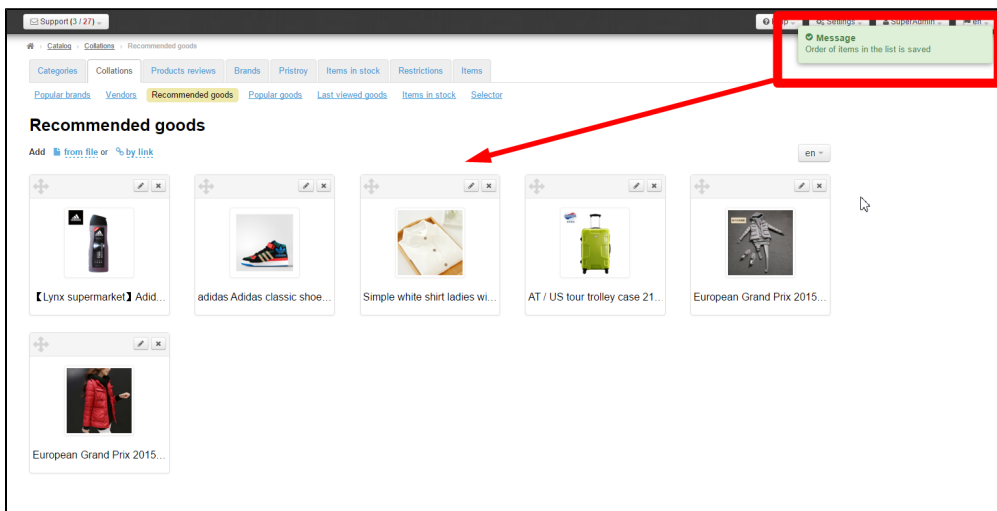 Support (3 / 27)
Settings
SuperAdmin
en
Message
Order of items in the list is saved
Catalog › Collations › Recommended goods
Categories Collations Products reviews Brands Pristroy Items in stock Restrictions Items
Popular brands Vendors Recommended goods Popular goods Last viewed goods Items in stock Selector
Recommended goods
Add from file or by link
en
【Lynx supermarket】Adid...
adidas Adidas classic shoe...
Simple white shirt ladies wi...
AT / US tour trolley case 21...
European Grand Prix 2015...
European Grand Prix 2015...